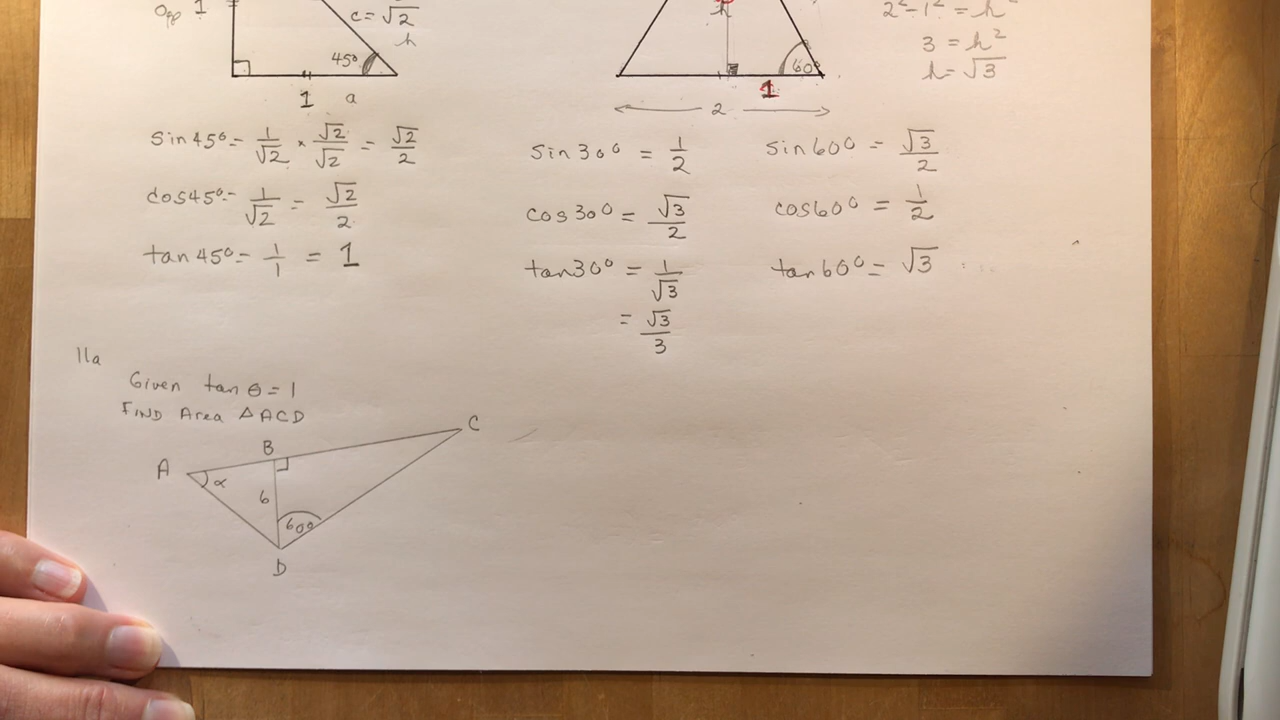 Opp 1
c = √2
h
45°
1 a
h
60°
1
2
2² - 1² = h²
3 = h²
h = √3
sin 45° = 1/√2 × √2/√2 = √2/2
cos 45° = 1/√2 = √2/2
tan 45° = 1/1 = 1
sin 30° = 1/2
cos 30° = √3/2
tan 30° = 1/√3
= √3/3
sin 60° = √3/2
cos 60° = 1/2
tan 60° = √3
11a
Given tan θ = 1
FIND Area △ ACD
C
B
A
α
6
60°
D